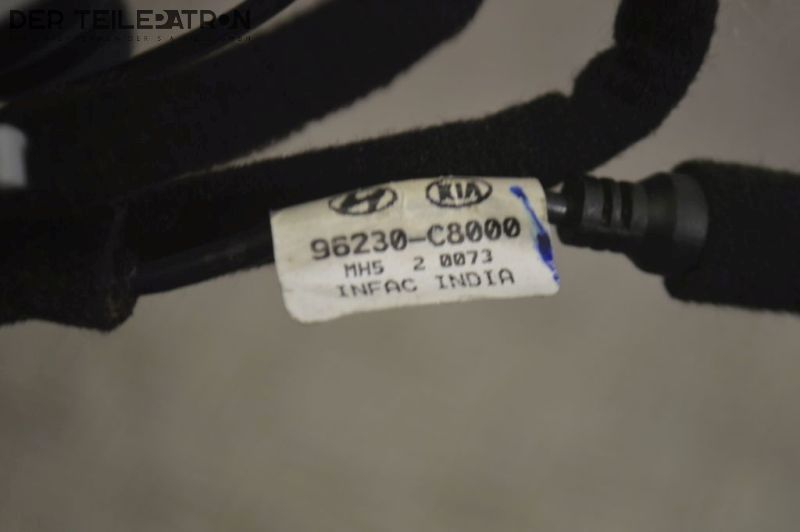 DER TEILEPATRON
KIA
96230-C8000
MH5 2 0073
INFAC INDIA